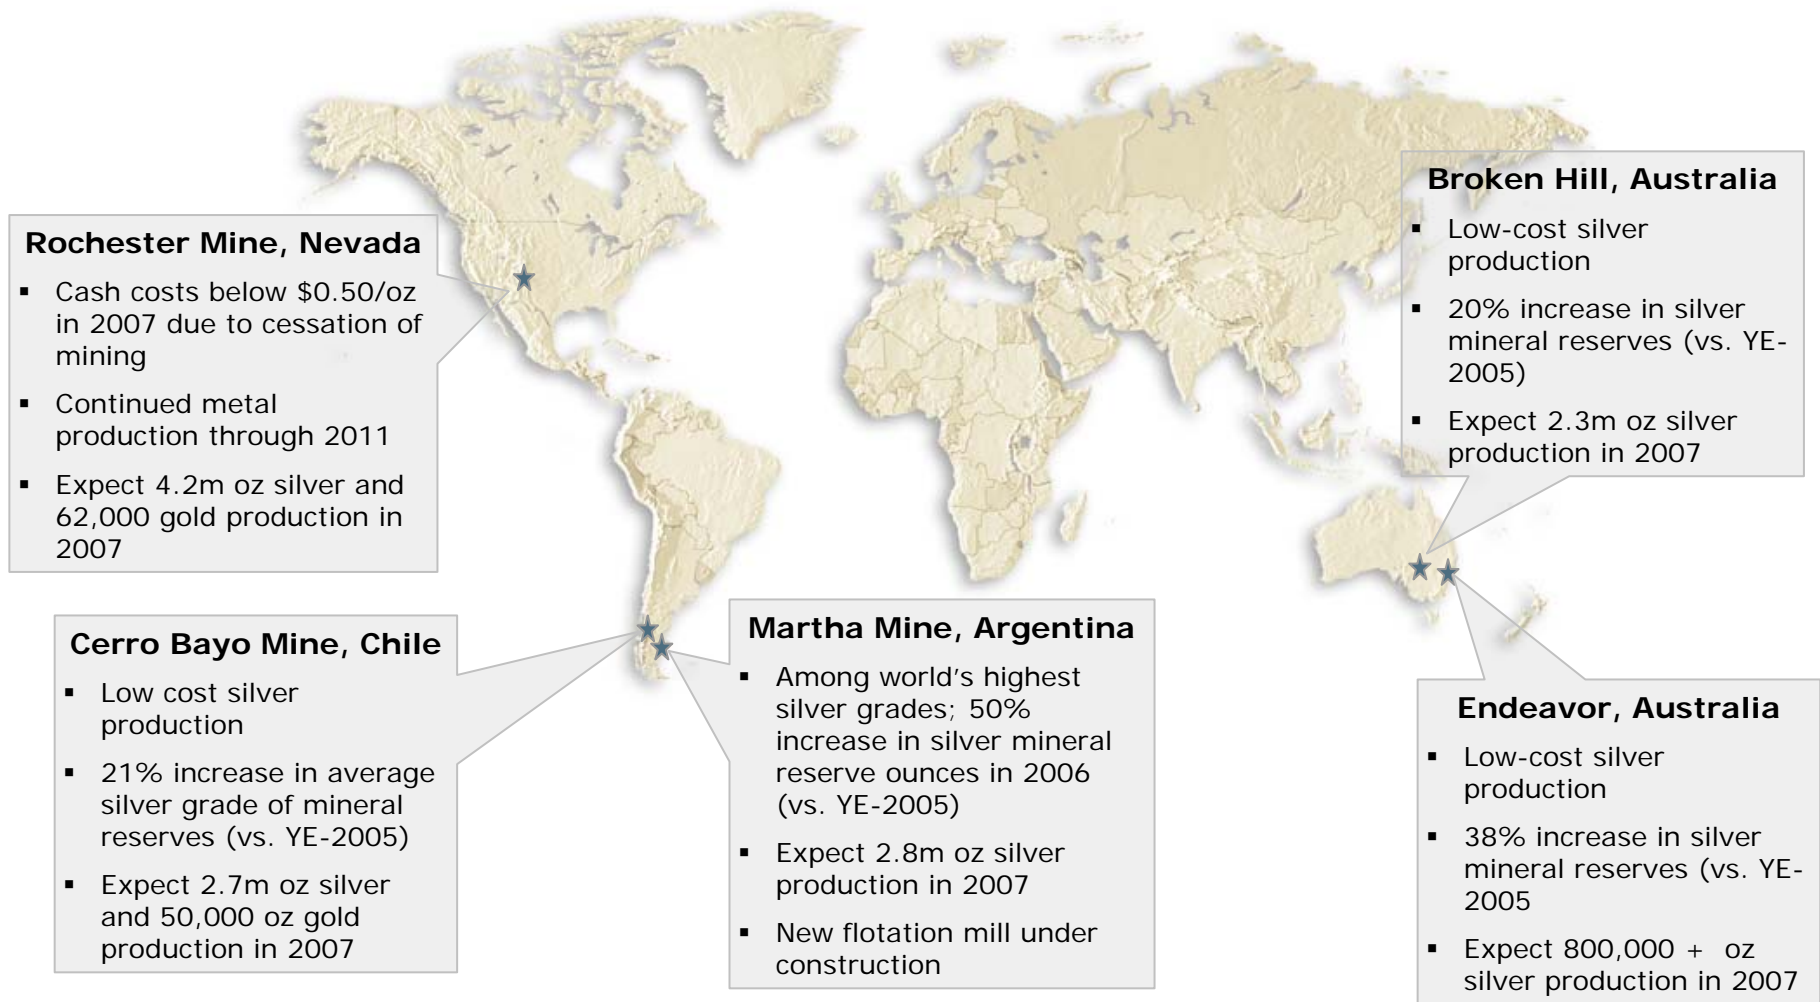 Rochester Mine, Nevada
▪ Cash costs below $0.50/oz
in 2007 due to cessation of
mining
▪ Continued metal
production through 2011
▪ Expect 4.2m oz silver and
62,000 gold production in
2007
Broken Hill, Australia
▪ Low-cost silver
production
▪ 20% increase in silver
mineral reserves (vs. YE-
2005)
▪ Expect 2.3m oz silver
production in 2007
Cerro Bayo Mine, Chile
▪ Low cost silver
production
▪ 21% increase in average
silver grade of mineral
reserves (vs. YE-2005)
▪ Expect 2.7m oz silver
and 50,000 oz gold
production in 2007
Martha Mine, Argentina
▪ Among world's highest
silver grades; 50%
increase in silver mineral
reserve ounces in 2006
(vs. YE-2005)
▪ Expect 2.8m oz silver
production in 2007
▪ New flotation mill under
construction
Endeavor, Australia
▪ Low-cost silver
production
▪ 38% increase in silver
mineral reserves (vs. YE-
2005
▪ Expect 800,000 + oz
silver production in 2007